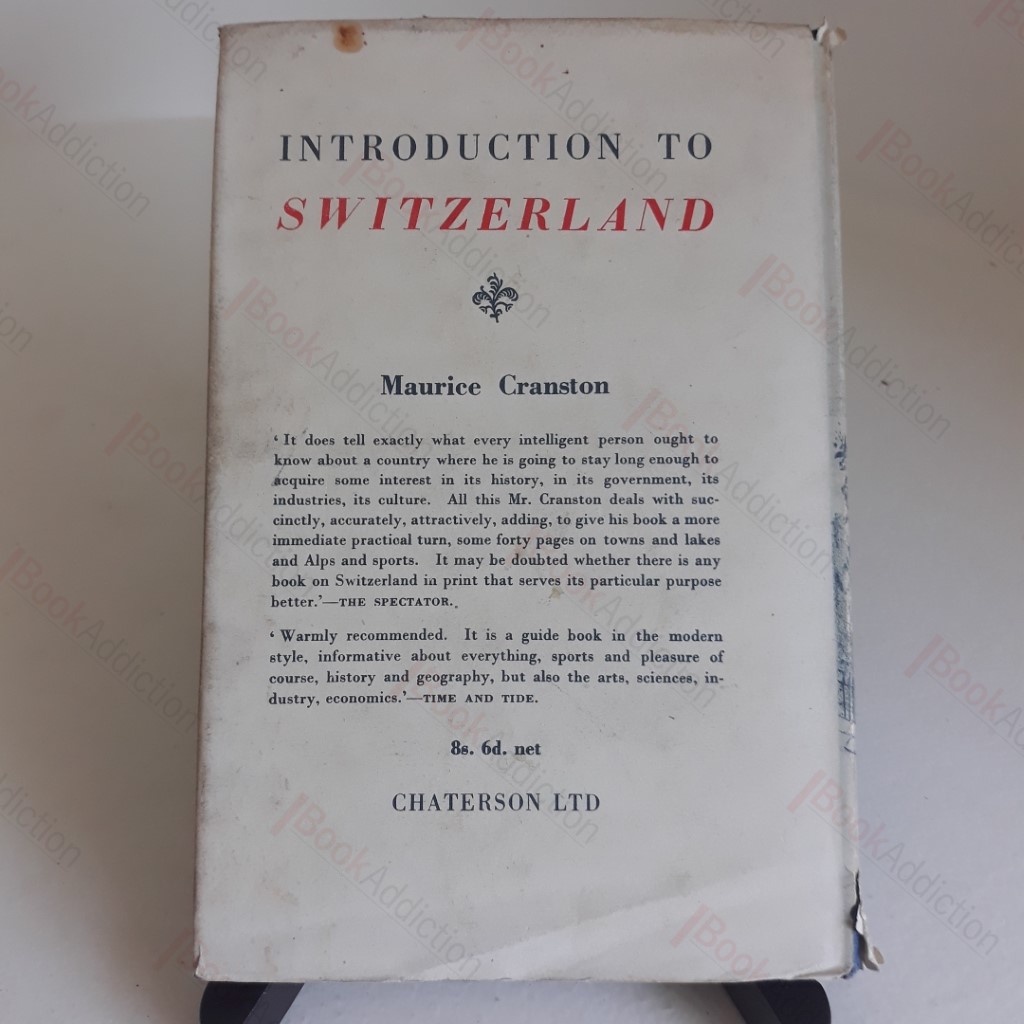 INTRODUCTION TO
SWITZERLAND
Maurice Cranston
‘ It does tell exactly what every intelligent person ought to
know about a country where he is going to stay long enough to
acquire some interest in its history, in its government, its
industries, its culture. All this Mr. Cranston deals with suc-
cinctly, accurately, attractively, adding, to give his book a more
immediate practical turn, some forty pages on towns and lakes
and Alps and sports. It may be doubted whether there is any
book on Switzerland in print that serves its particular purpose
better.’—THE SPECTATOR.
‘ Warmly recommended. It is a guide book in the modern
style, informative about everything, sports and pleasure of
course, history and geography, but also the arts, sciences, in-
dustry, economics.’—TIME AND TIDE.
8s. 6d. net
CHATERSON LTD
BookAddiction